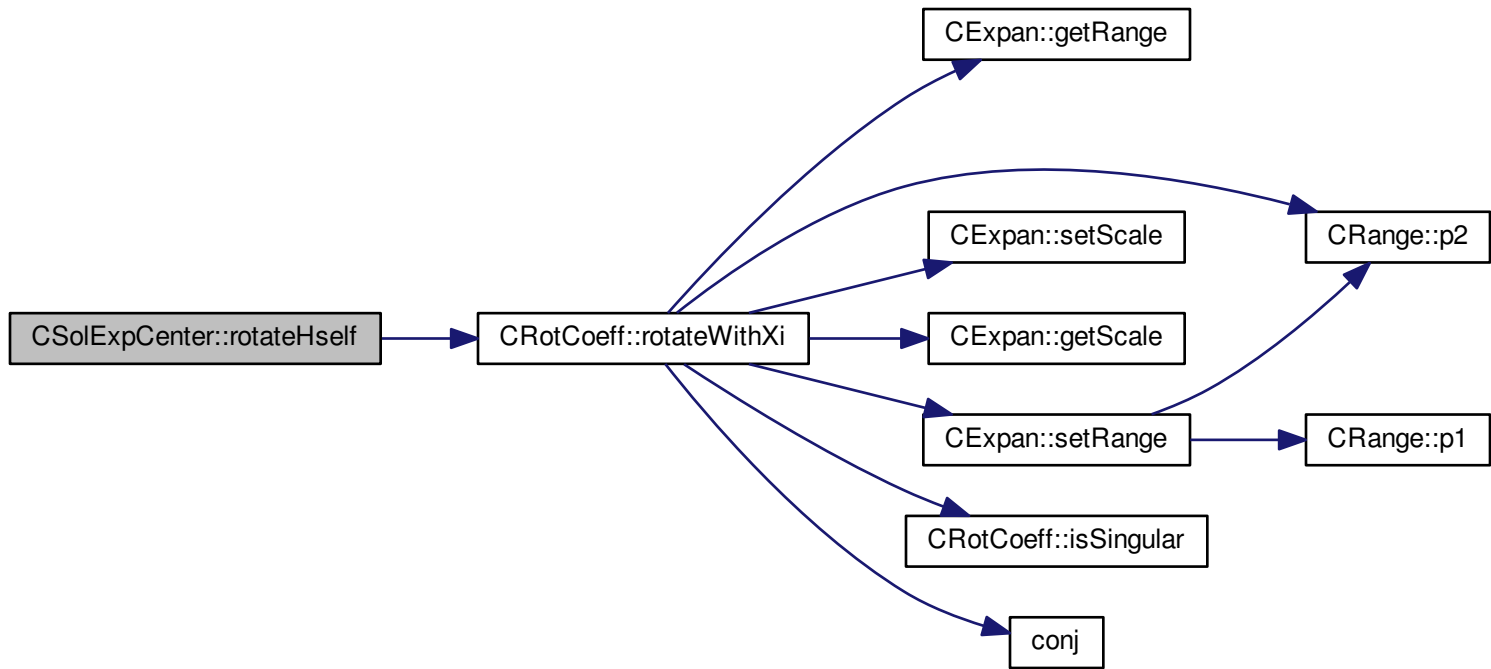 CExpan::getRange
CExpan::setScale
CRange::p2
CSolExpCenter::rotateHself
CRotCoeff::rotateWithXi
CExpan::getScale
CExpan::setRange
CRange::p1
CRotCoeff::isSingular
conj